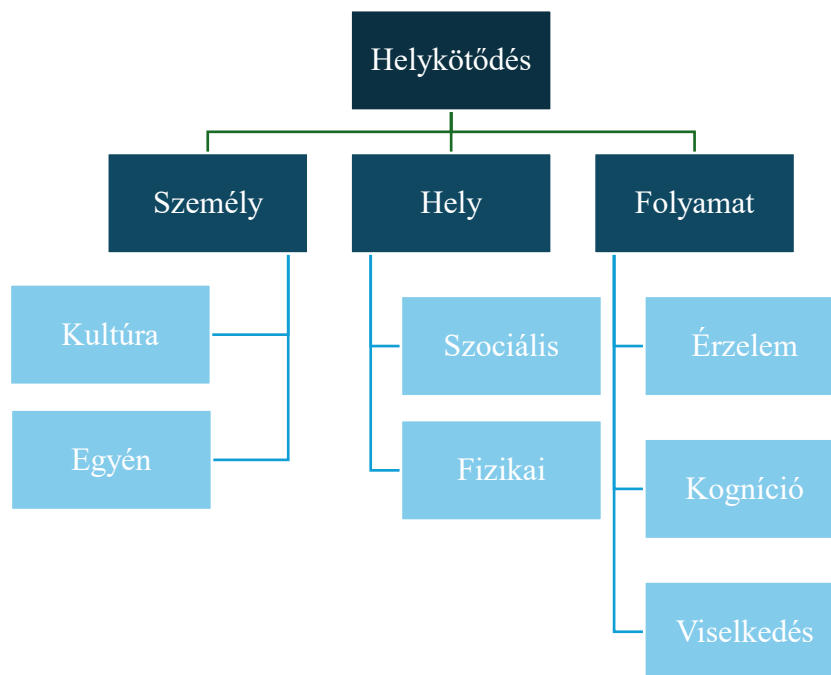 Helykötődés
Személy
Hely
Folyamat
Kultúra
Egyén
Szociális
Fizikai
Érzelem
Kogníció
Viselkedés